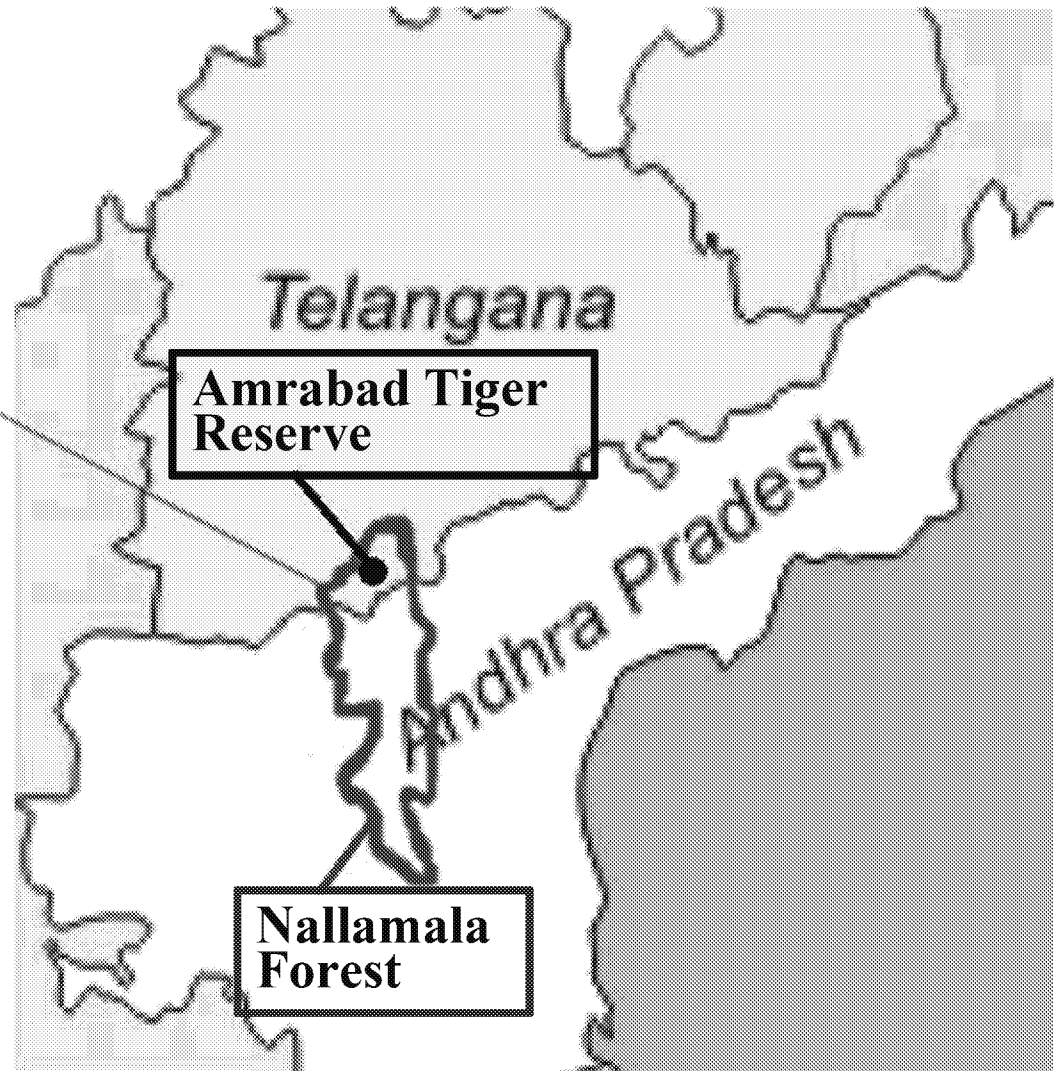 Telangana
Amrabad Tiger
Reserve
Andhra Pradesh
Nallamala
Forest